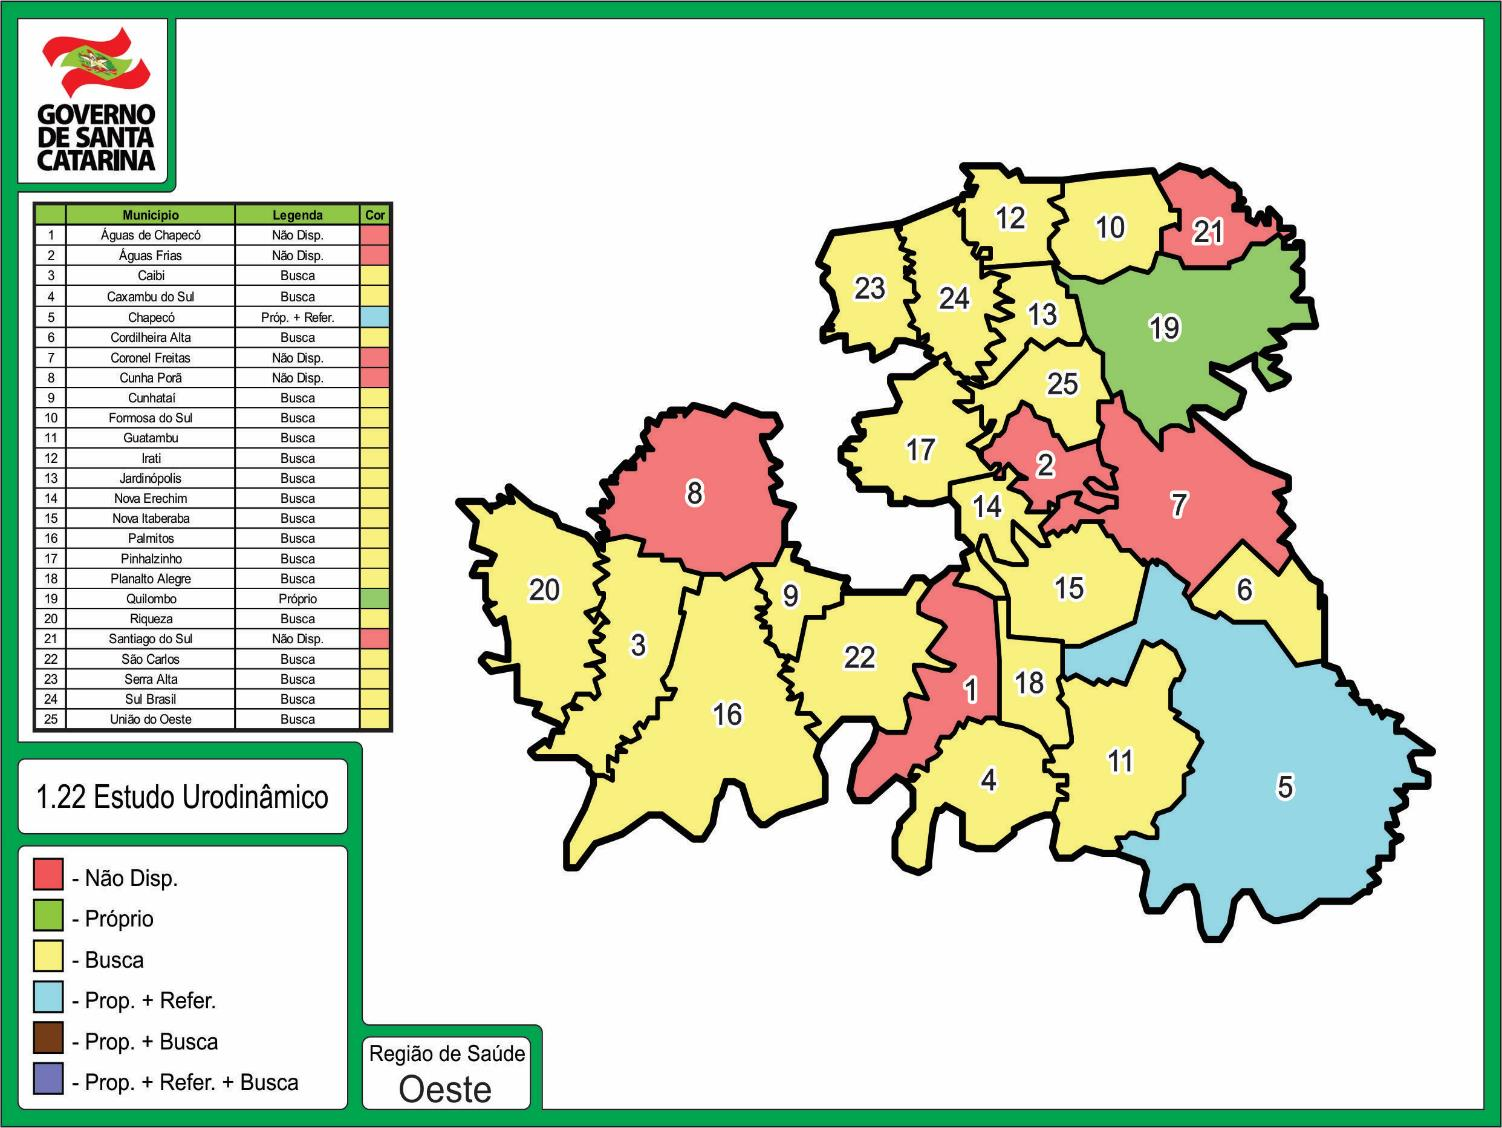 GOVERNO
DE SANTA
CATARINA
Município Legenda Cor
1 Águas de Chapecó Não Disp.
2 Águas Frias Não Disp.
3 Caibi Busca
4 Caxambu do Sul Busca
5 Chapecó Próp. + Refer.
6 Cordilheira Alta Busca
7 Coronel Freitas Não Disp.
8 Cunha Porã Não Disp.
9 Cunhataí Busca
10 Formosa do Sul Busca
11 Guatambu Busca
12 Irati Busca
13 Jardinópolis Busca
14 Nova Erechim Busca
15 Nova Itaberaba Busca
16 Palmitos Busca
17 Pinhalzinho Busca
18 Planalto Alegre Busca
19 Quilombo Próprio
20 Riqueza Busca
21 Santiago do Sul Não Disp.
22 São Carlos Busca
23 Serra Alta Busca
24 Sul Brasil Busca
25 União do Oeste Busca
1.22 Estudo Urodinâmico
- Não Disp.
- Próprio
- Busca
- Prop. + Refer.
- Prop. + Busca
- Prop. + Refer. + Busca
Região de Saúde
Oeste
12
10
21
23
24
13
19
25
17
2
8
14
7
20
9
15
6
3
22
1
18
16
4
11
5